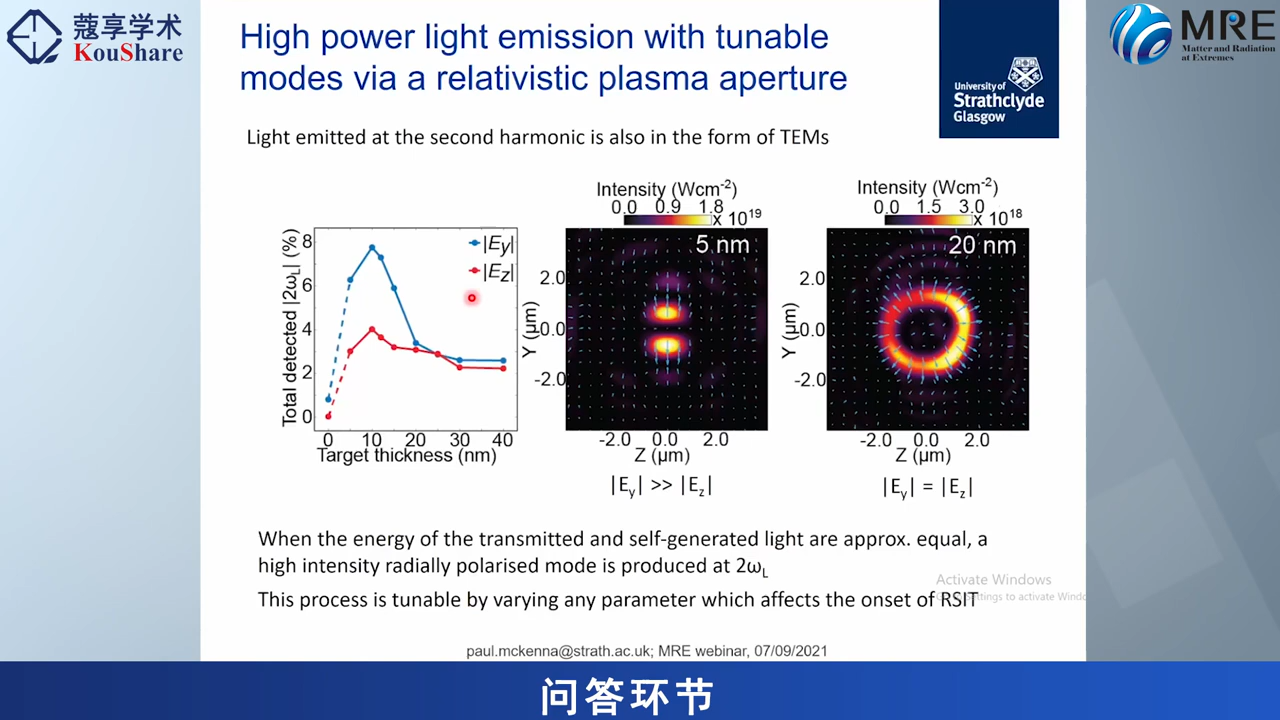 蔻享学术
KouShare
High power light emission with tunable
modes via a relativistic plasma aperture
University of
Strathclyde
Glasgow
MRE
Matter and Radiation
at Extremes
Light emitted at the second harmonic is also in the form of TEMs
Total detected |2ωL| (%)
8
6
4
2
0
|Ey|
|Ez|
0 10 20 30 40
Target thickness (nm)
Intensity (Wcm-2)
0.0 0.9 1.8 x 10^19
5 nm
Y (µm)
2.0
0.0
-2.0
-2.0 0.0 2.0
Z (µm)
|Ey| >> |Ez|
Intensity (Wcm-2)
0.0 1.5 3.0 x 10^18
20 nm
Y (µm)
2.0
0.0
-2.0
-2.0 0.0 2.0
Z (µm)
|Ey| = |Ez|
When the energy of the transmitted and self-generated light are approx. equal, a
high intensity radially polarised mode is produced at 2ωL
This process is tunable by varying any parameter which affects the onset of RSIT
Activate Windows
Settings to activate Windo
paul.mckenna@strath.ac.uk; MRE webinar, 07/09/2021
问答环节